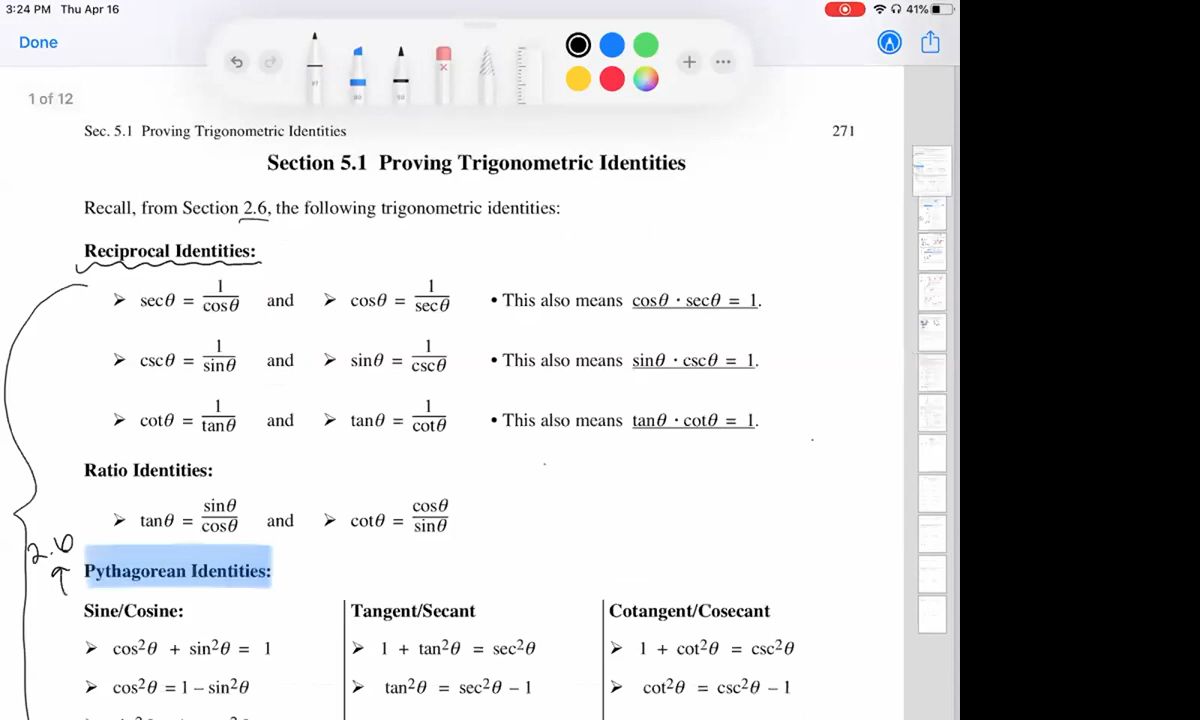 3:24 PM Thu Apr 16 41%
Done
1 of 12
Sec. 5.1 Proving Trigonometric Identities 271
Section 5.1 Proving Trigonometric Identities
Recall, from Section 2.6, the following trigonometric identities:
Reciprocal Identities:
➢ secθ = 1/cosθ and ➢ cosθ = 1/secθ • This also means cosθ · secθ = 1.
➢ cscθ = 1/sinθ and ➢ sinθ = 1/cscθ • This also means sinθ · cscθ = 1.
➢ cotθ = 1/tanθ and ➢ tanθ = 1/cotθ • This also means tanθ · cotθ = 1.
Ratio Identities:
➢ tanθ = sinθ/cosθ and ➢ cotθ = cosθ/sinθ
2.6
Pythagorean Identities:
Sine/Cosine: Tangent/Secant Cotangent/Cosecant
➢ cos²θ + sin²θ = 1 ➢ 1 + tan²θ = sec²θ ➢ 1 + cot²θ = csc²θ
➢ cos²θ = 1 – sin²θ ➢ tan²θ = sec²θ – 1 ➢ cot²θ = csc²θ – 1